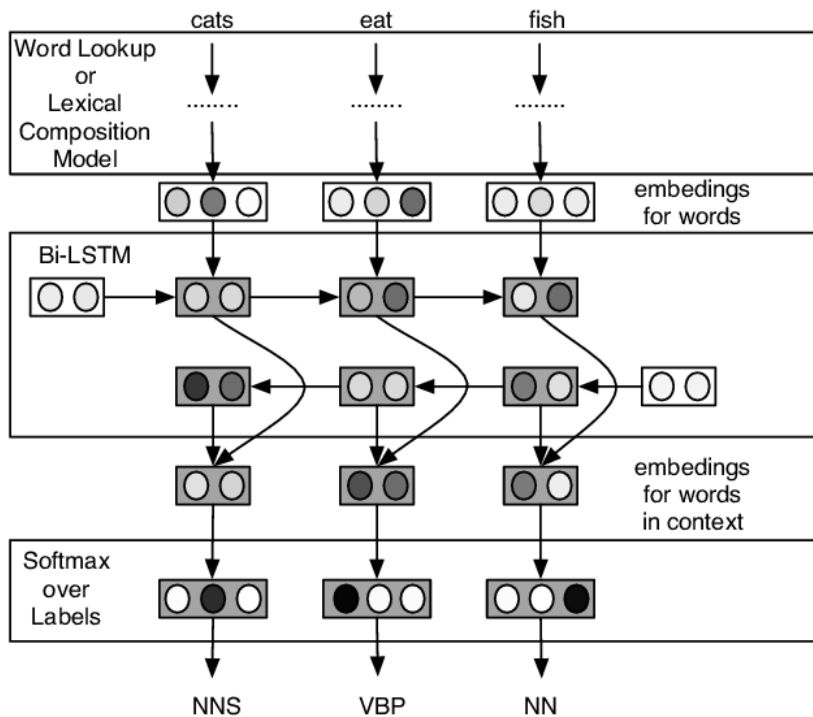 cats eat fish
Word Lookup
or
Lexical
Composition
Model
........ ........ ........
embedings
for words
Bi-LSTM
embedings
for words
in context
Softmax
over
Labels
NNS VBP NN